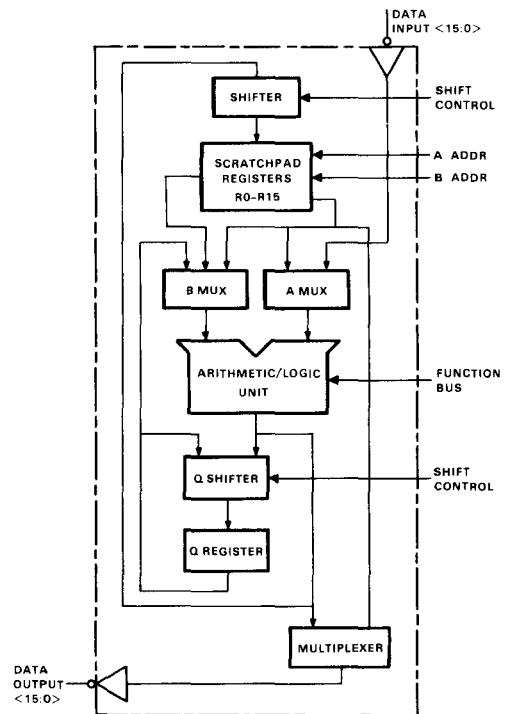 DATA
INPUT <15:0>
SHIFTER
SHIFT
CONTROL
SCRATCHPAD
REGISTERS
R0-R15
A ADDR
B ADDR
B MUX
A MUX
ARITHMETIC/LOGIC
UNIT
FUNCTION
BUS
Q SHIFTER
SHIFT
CONTROL
Q REGISTER
MULTIPLEXER
DATA
OUTPUT
<15:0>